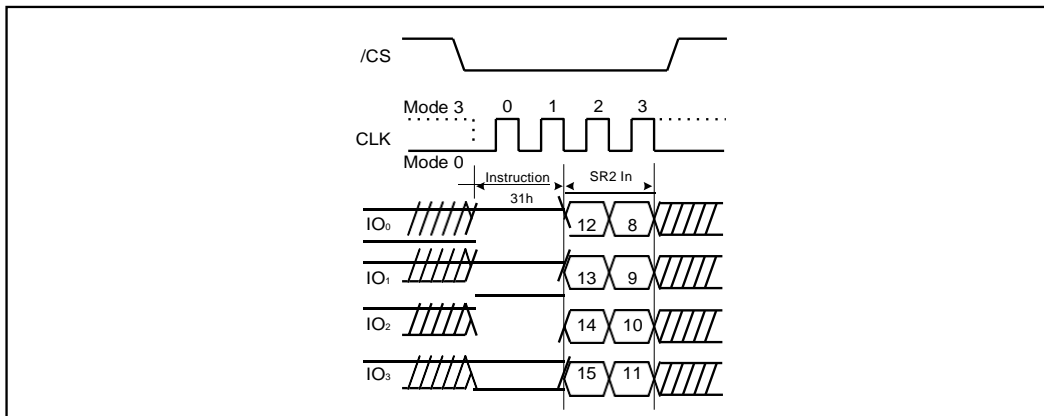 /CS
Mode 3 0 1 2 3
CLK
Mode 0
Instruction SR2 In
31h
IO₀ 12 8
IO₁ 13 9
IO₂ 14 10
IO₃ 15 11